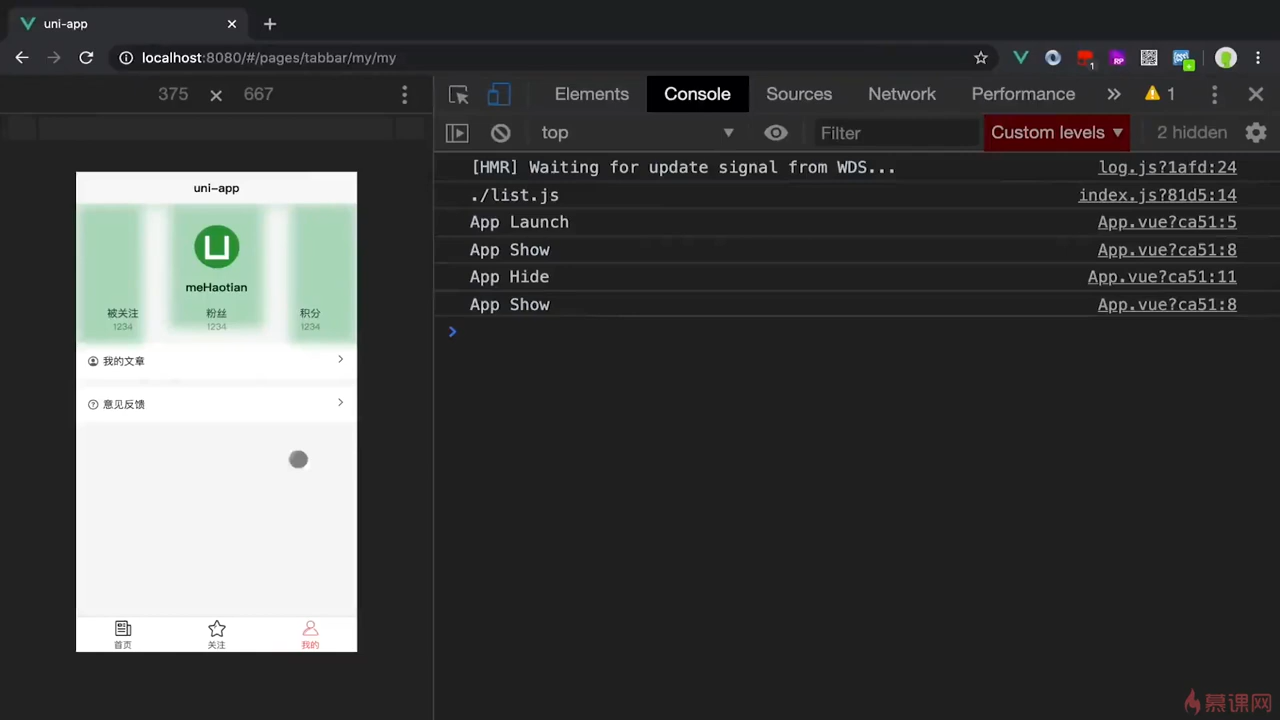 uni-app
localhost:8080/#/pages/tabbar/my/my
1
RP
375 × 667
Elements Console Sources Network Performance » 1
top Filter Custom levels ▼ 2 hidden
[HMR] Waiting for update signal from WDS... log.js?1afd:24
./list.js index.js?81d5:14
App Launch App.vue?ca51:5
App Show App.vue?ca51:8
App Hide App.vue?ca51:11
App Show App.vue?ca51:8
uni-app
meHaotian
被关注 粉丝 积分
1234 1234 1234
我的文章
意见反馈
首页 关注 我的
慕课网